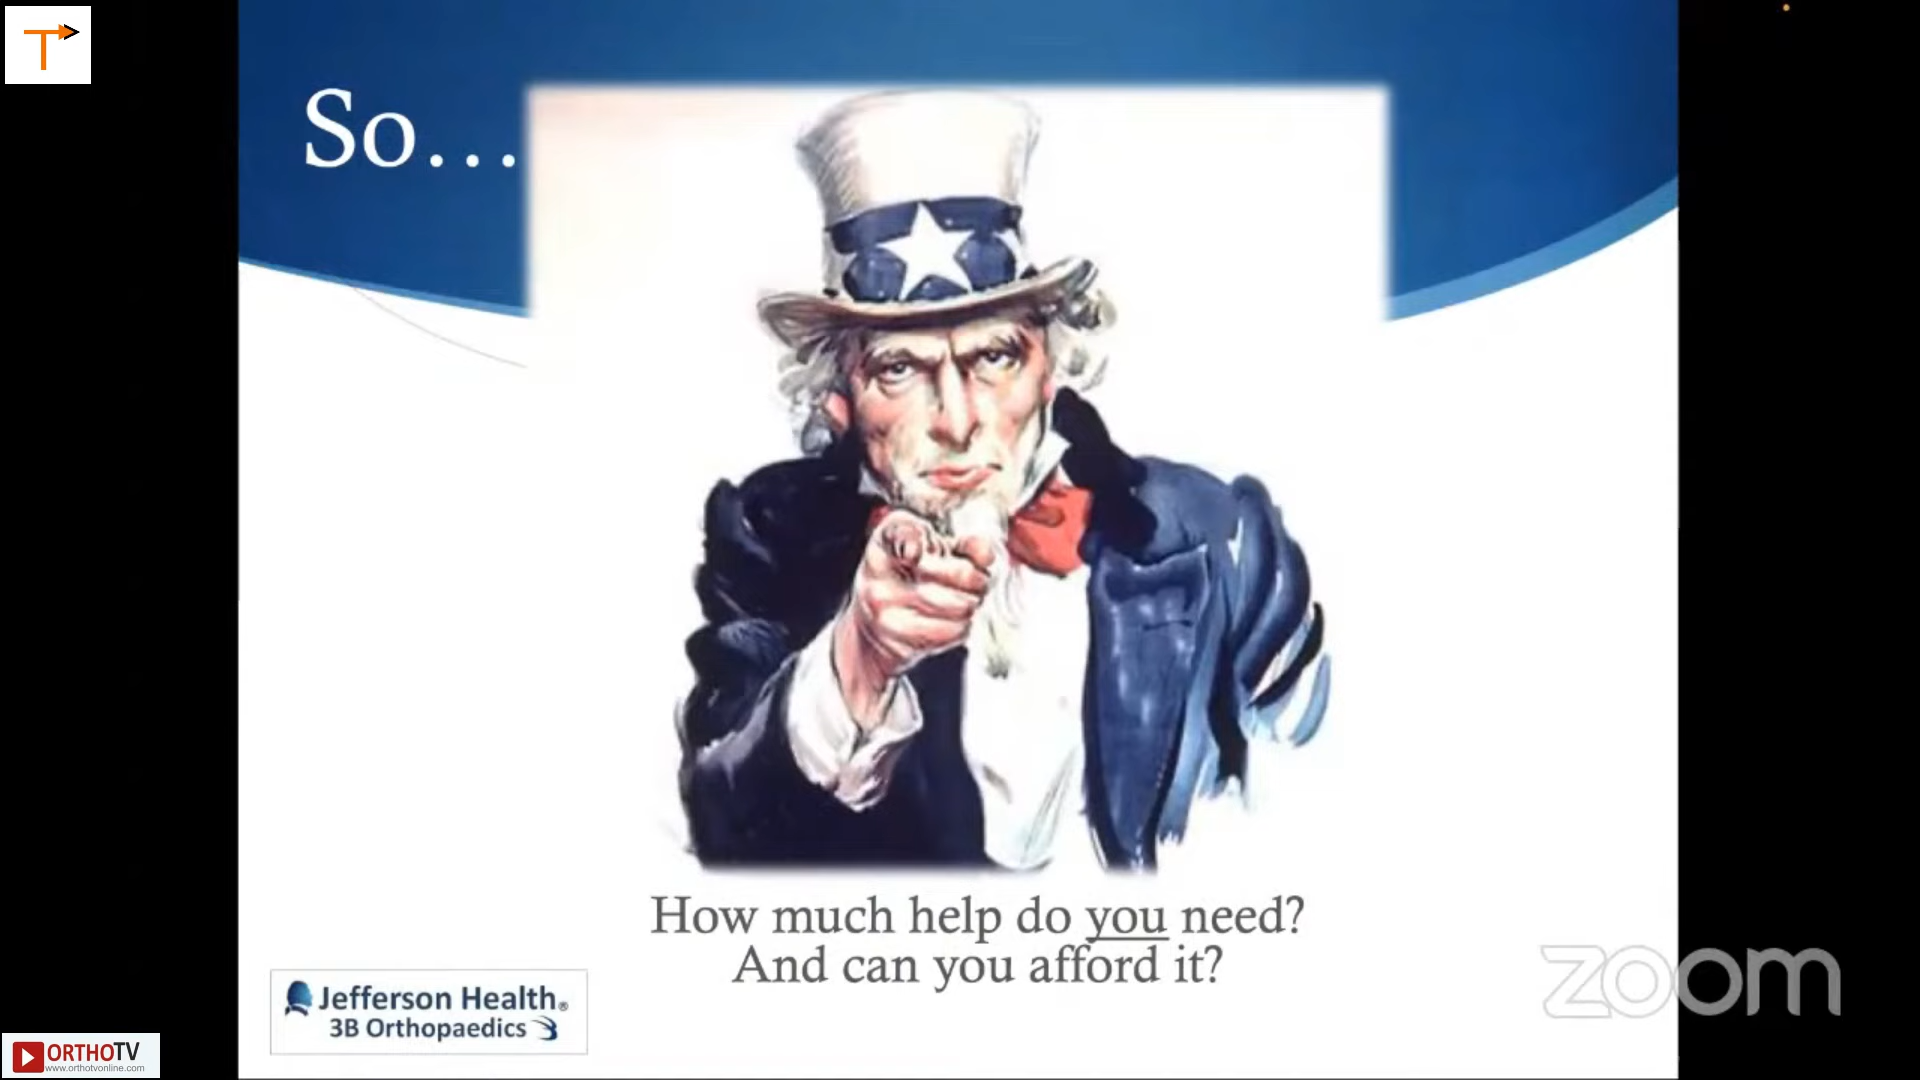 T
So...
How much help do you need?
And can you afford it?
Jefferson Health®
3B Orthopaedics
ORTHOTV
www.orthotvonline.com
zoom